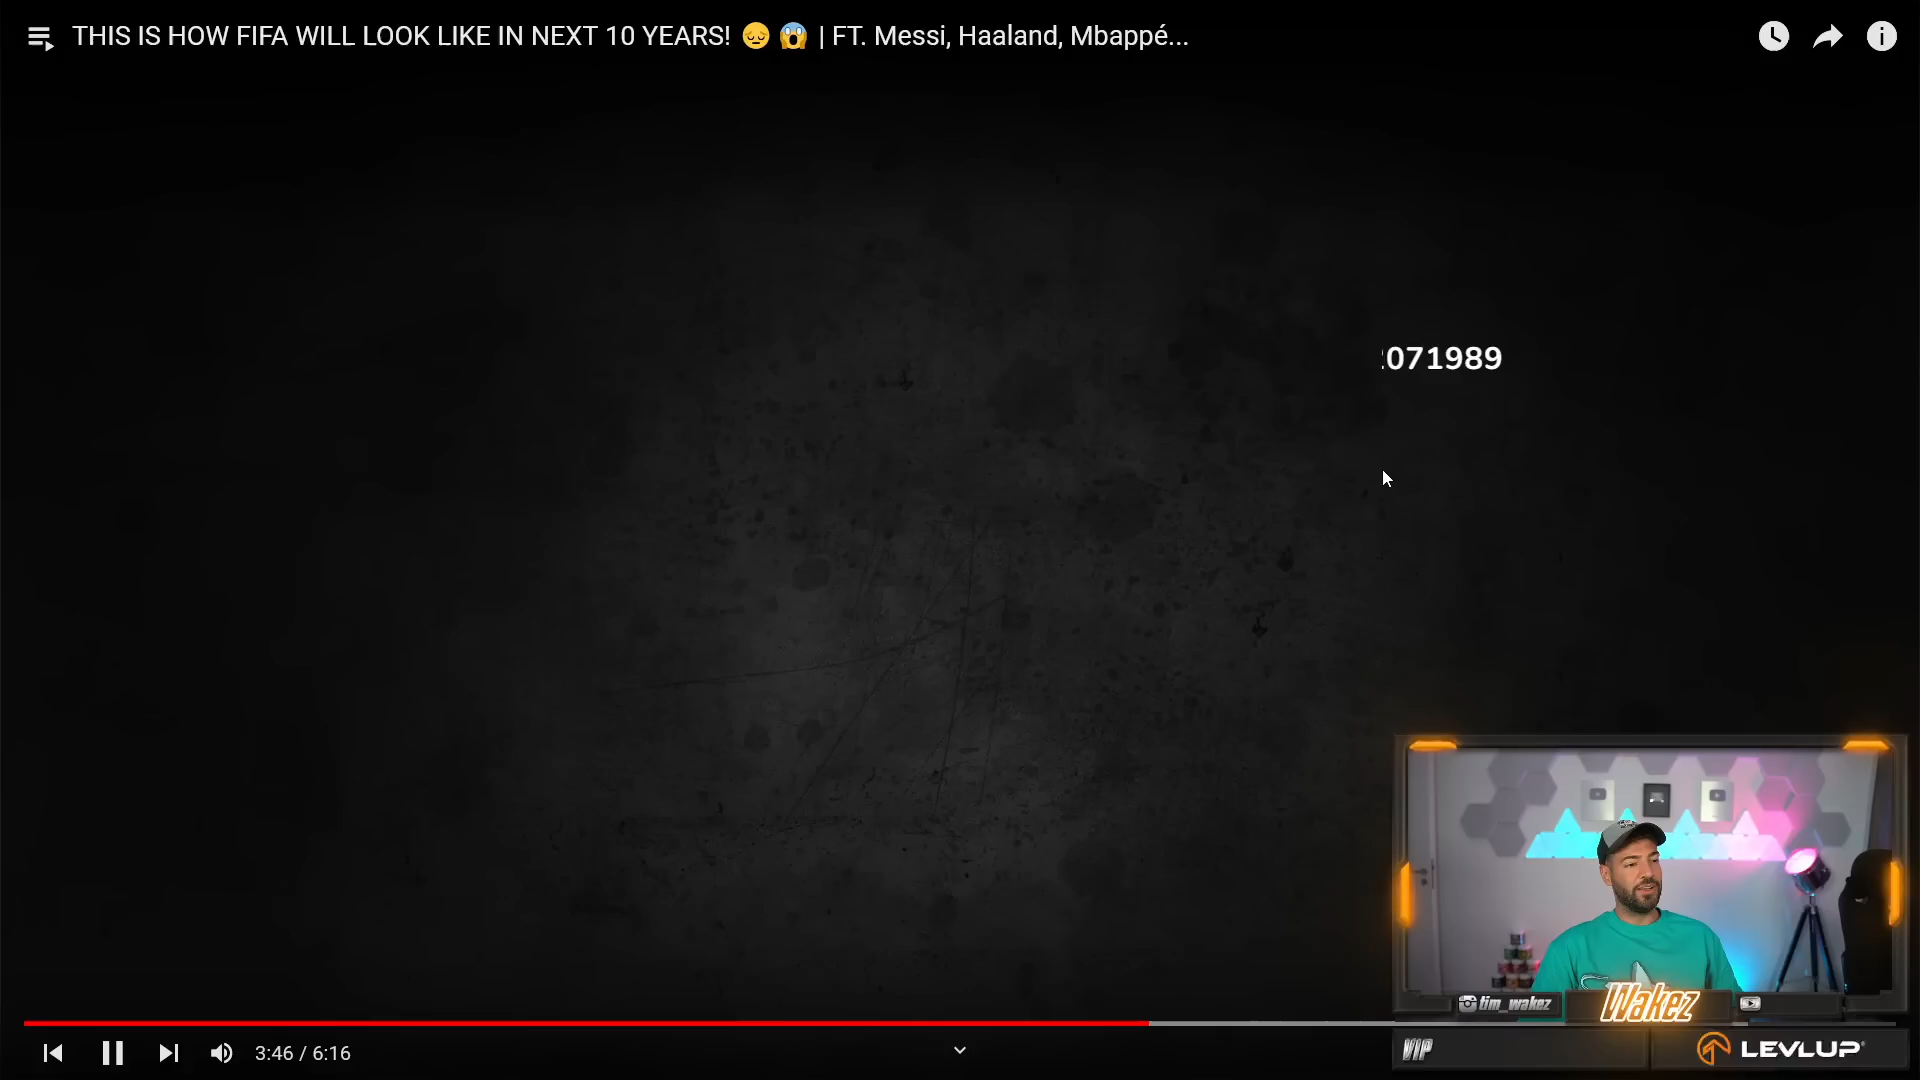 THIS IS HOW FIFA WILL LOOK LIKE IN NEXT 10 YEARS! 😔 😱 | FT. Messi, Haaland, Mbappé...
071989
3:46 / 6:16
tim_wakez
Wakez
VIP
LEVLUP